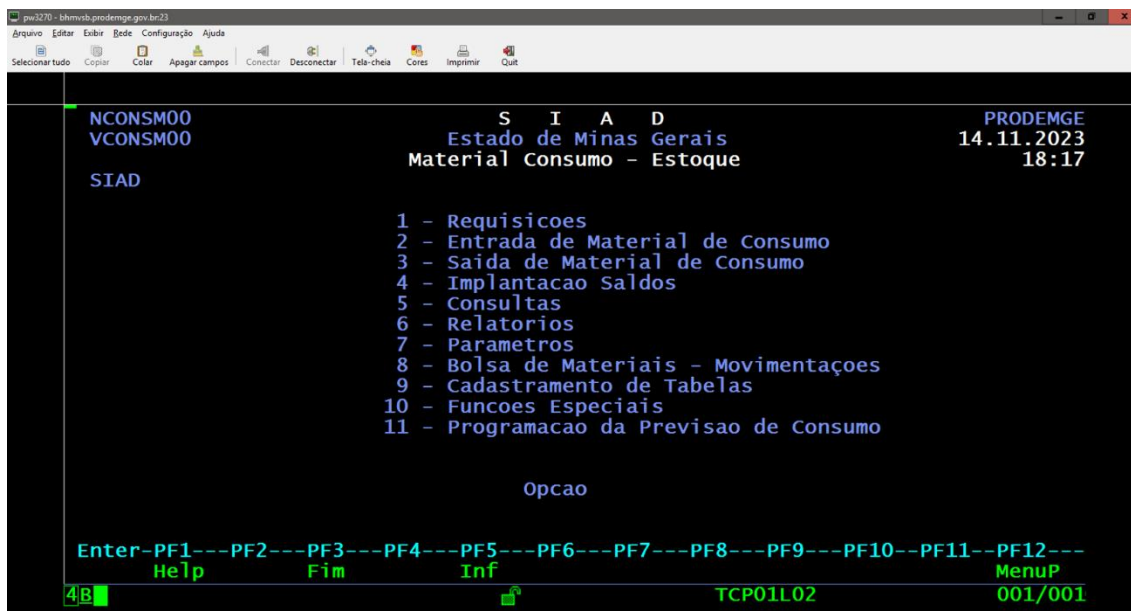 pw3270 - bhmvsb.prodemge.gov.br:23
Arquivo Editar Exibir Rede Configuração Ajuda
Selecionar tudo Copiar Colar Apagar campos Conectar Desconectar Tela-cheia Cores Imprimir Quit
NCONSM00 S I A D PRODEMGE
VCONSM00 Estado de Minas Gerais 14.11.2023
Material Consumo - Estoque 18:17
SIAD
1 - Requisicoes
2 - Entrada de Material de Consumo
3 - Saida de Material de Consumo
4 - Implantacao Saldos
5 - Consultas
6 - Relatorios
7 - Parametros
8 - Bolsa de Materiais - Movimentaçoes
9 - Cadastramento de Tabelas
10 - Funcoes Especiais
11 - Programacao da Previsao de Consumo
Opcao
Enter-PF1---PF2---PF3---PF4---PF5---PF6---PF7---PF8---PF9---PF10--PF11--PF12---
Help Fim Inf MenuP
4B TCP01L02 001/001